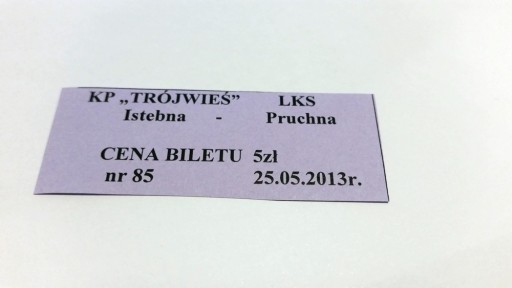 KP „TRÓJWIEŚ” LKS
Istebna - Pruchna
CENA BILETU 5zł
nr 85 25.05.2013r.